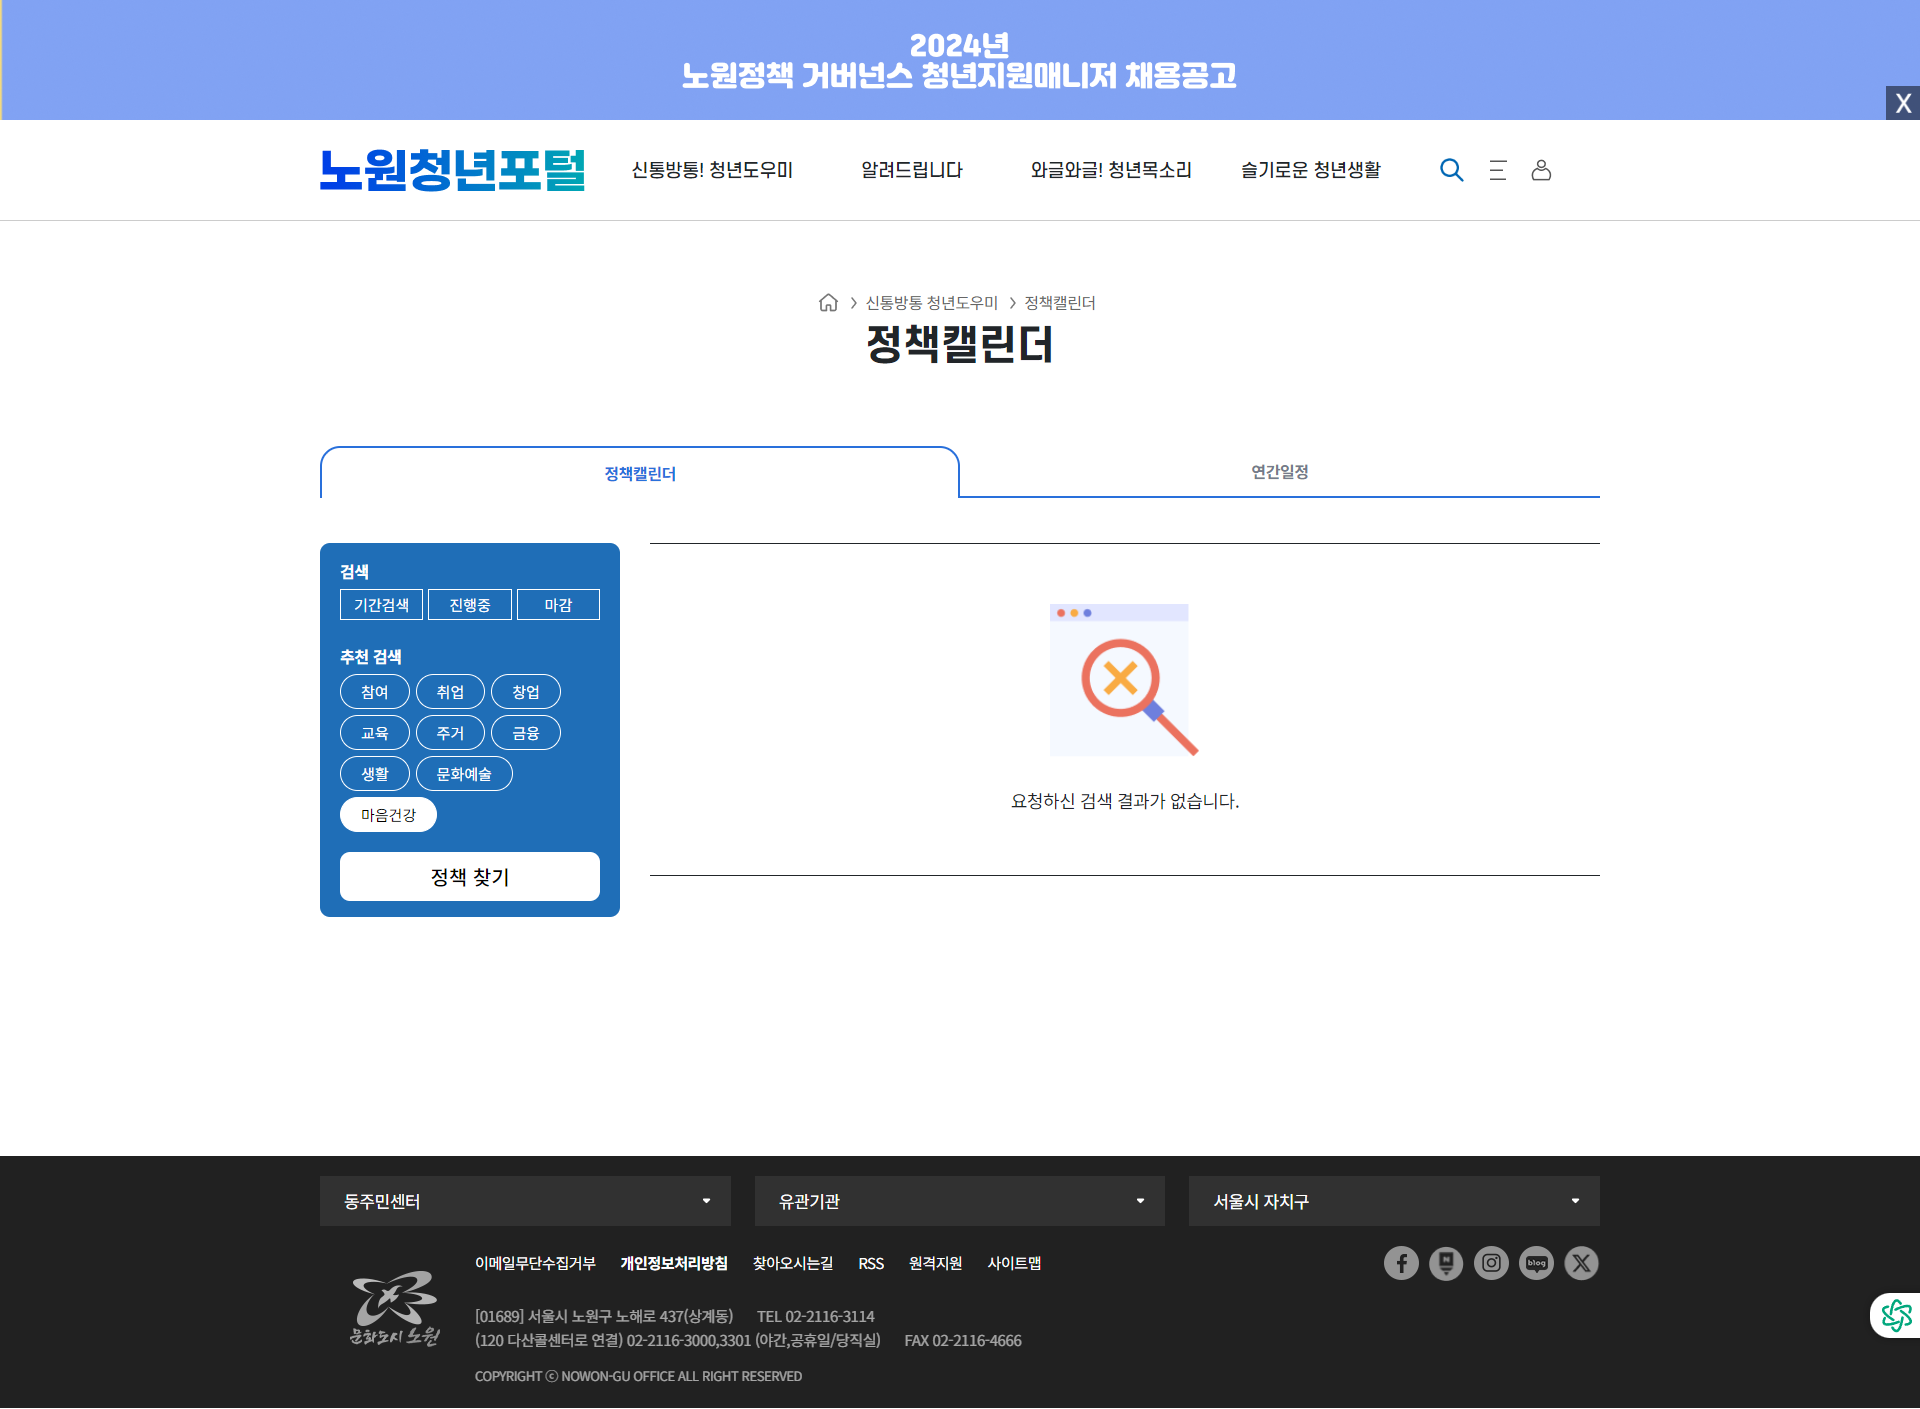 2024년
노원정책 거버넌스 청년지원매니저 채용공고
X
노원청년포털
신통방통! 청년도우미
알려드립니다
와글와글! 청년목소리
슬기로운 청년생활
신통방통 청년도우미
정책캘린더
정책캘린더
정책캘린더
연간일정
검색
기간검색
진행중
마감
추천 검색
참여
취업
창업
교육
주거
금융
생활
문화예술
마음건강
정책 찾기
요청하신 검색 결과가 없습니다.
동주민센터
유관기관
서울시 자치구
이메일무단수집거부
개인정보처리방침
찾아오시는길
RSS
원격지원
사이트맵
blog
문화도시 노원
[01689] 서울시 노원구 노해로 437(상계동) TEL 02-2116-3114
(120 다산콜센터로 연결) 02-2116-3000,3301 (야간,공휴일/당직실) FAX 02-2116-4666
COPYRIGHT ⓒ NOWON-GU OFFICE ALL RIGHT RESERVED